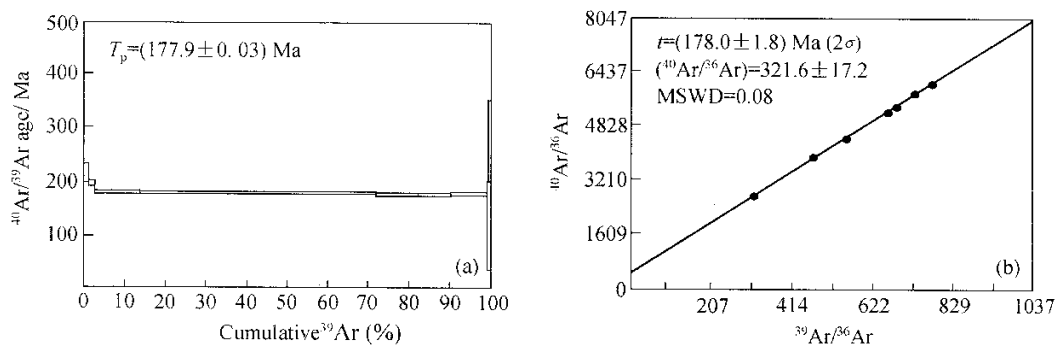 500
400
300
200
100
0 10 20 30 40 50 60 70 80 90 100
⁴⁰Ar/³⁹Ar agc/ Ma
Cumulative³⁹Ar (%)
Tₚ=(177.9±0.03) Ma
(a)
8047
6437
4828
3210
1609
0
207 414 622 829 1037
⁴⁰Ar/³⁶Ar
³⁹Ar/³⁶Ar
t=(178.0±1.8) Ma (2σ)
(⁴⁰Ar/³⁶Ar)=321.6±17.2
MSWD=0.08
(b)